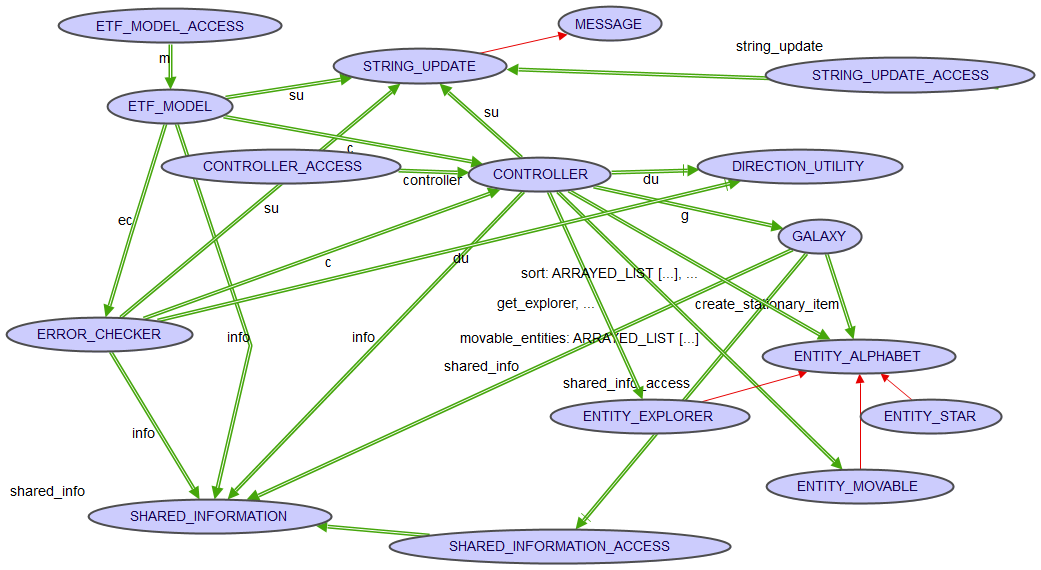 ETF_MODEL_ACCESS
MESSAGE
string_update
m
STRING_UPDATE
STRING_UPDATE_ACCESS
su
ETF_MODEL
su
c
CONTROLLER_ACCESS
controller
CONTROLLER
du
DIRECTION_UTILITY
ec
su
g
GALAXY
c
du
sort: ARRAYED_LIST [...], ...
get_explorer, ...
create_stationary_item
ERROR_CHECKER
info
info
movable_entities: ARRAYED_LIST [...]
ENTITY_ALPHABET
shared_info
shared_info_access
ENTITY_EXPLORER
ENTITY_STAR
info
shared_info
ENTITY_MOVABLE
SHARED_INFORMATION
SHARED_INFORMATION_ACCESS